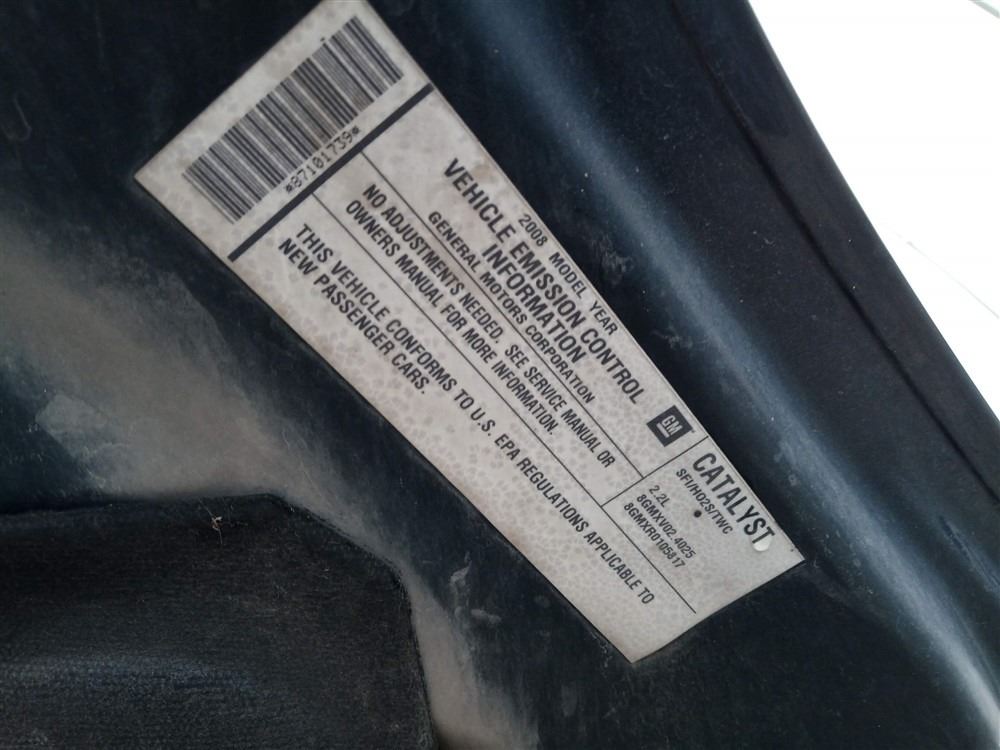 *87101739*
2008 MODEL YEAR
VEHICLE EMISSION CONTROL
INFORMATION
GENERAL MOTORS CORPORATION
GM
NO ADJUSTMENTS NEEDED. SEE SERVICE MANUAL OR
OWNERS MANUAL FOR MORE INFORMATION.
THIS VEHICLE CONFORMS TO U.S. EPA REGULATIONS APPLICABLE TO
NEW PASSENGER CARS.
CATALYST
SFI/HO2S/TWC
2.2L
8GMXV02.4025
8GMXR0105817